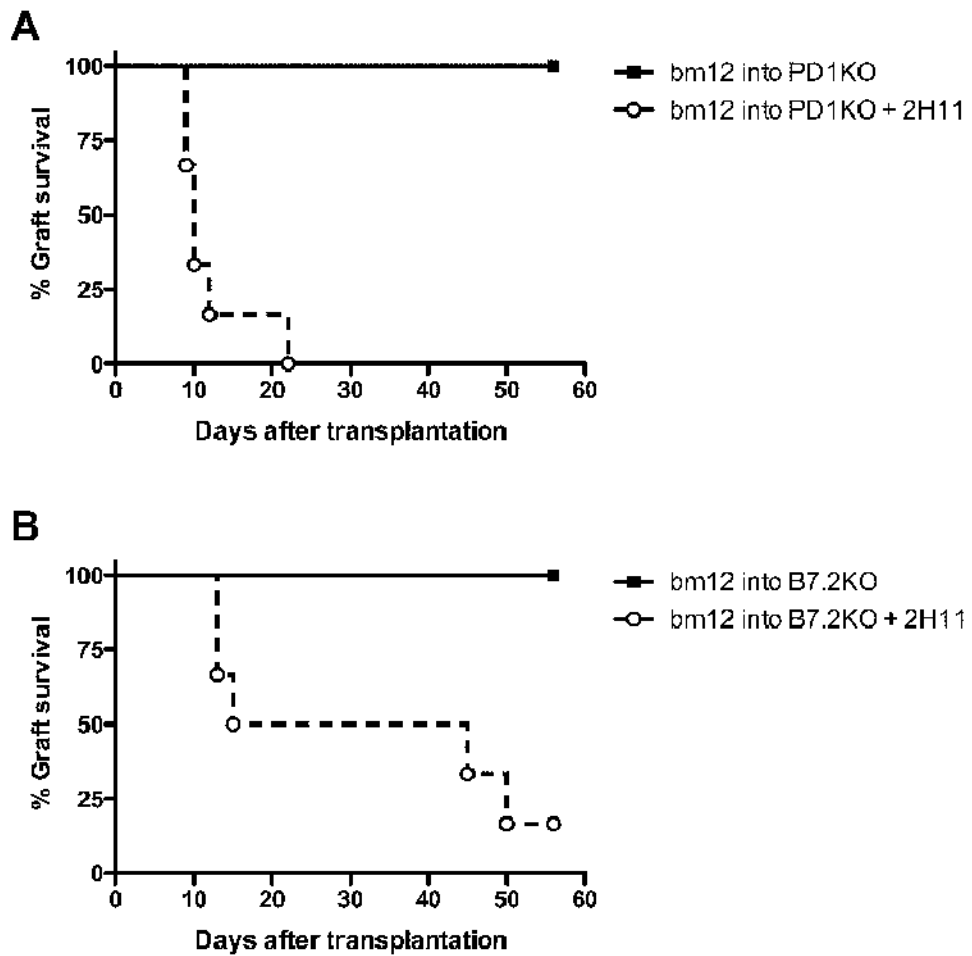 A
100
75
50
25
0
% Graft survival
0 10 20 30 40 50 60
Days after transplantation
bm12 into PD1KO
bm12 into PD1KO + 2H11
B
100
75
50
25
0
% Graft survival
0 10 20 30 40 50 60
Days after transplantation
bm12 into B7.2KO
bm12 into B7.2KO + 2H11